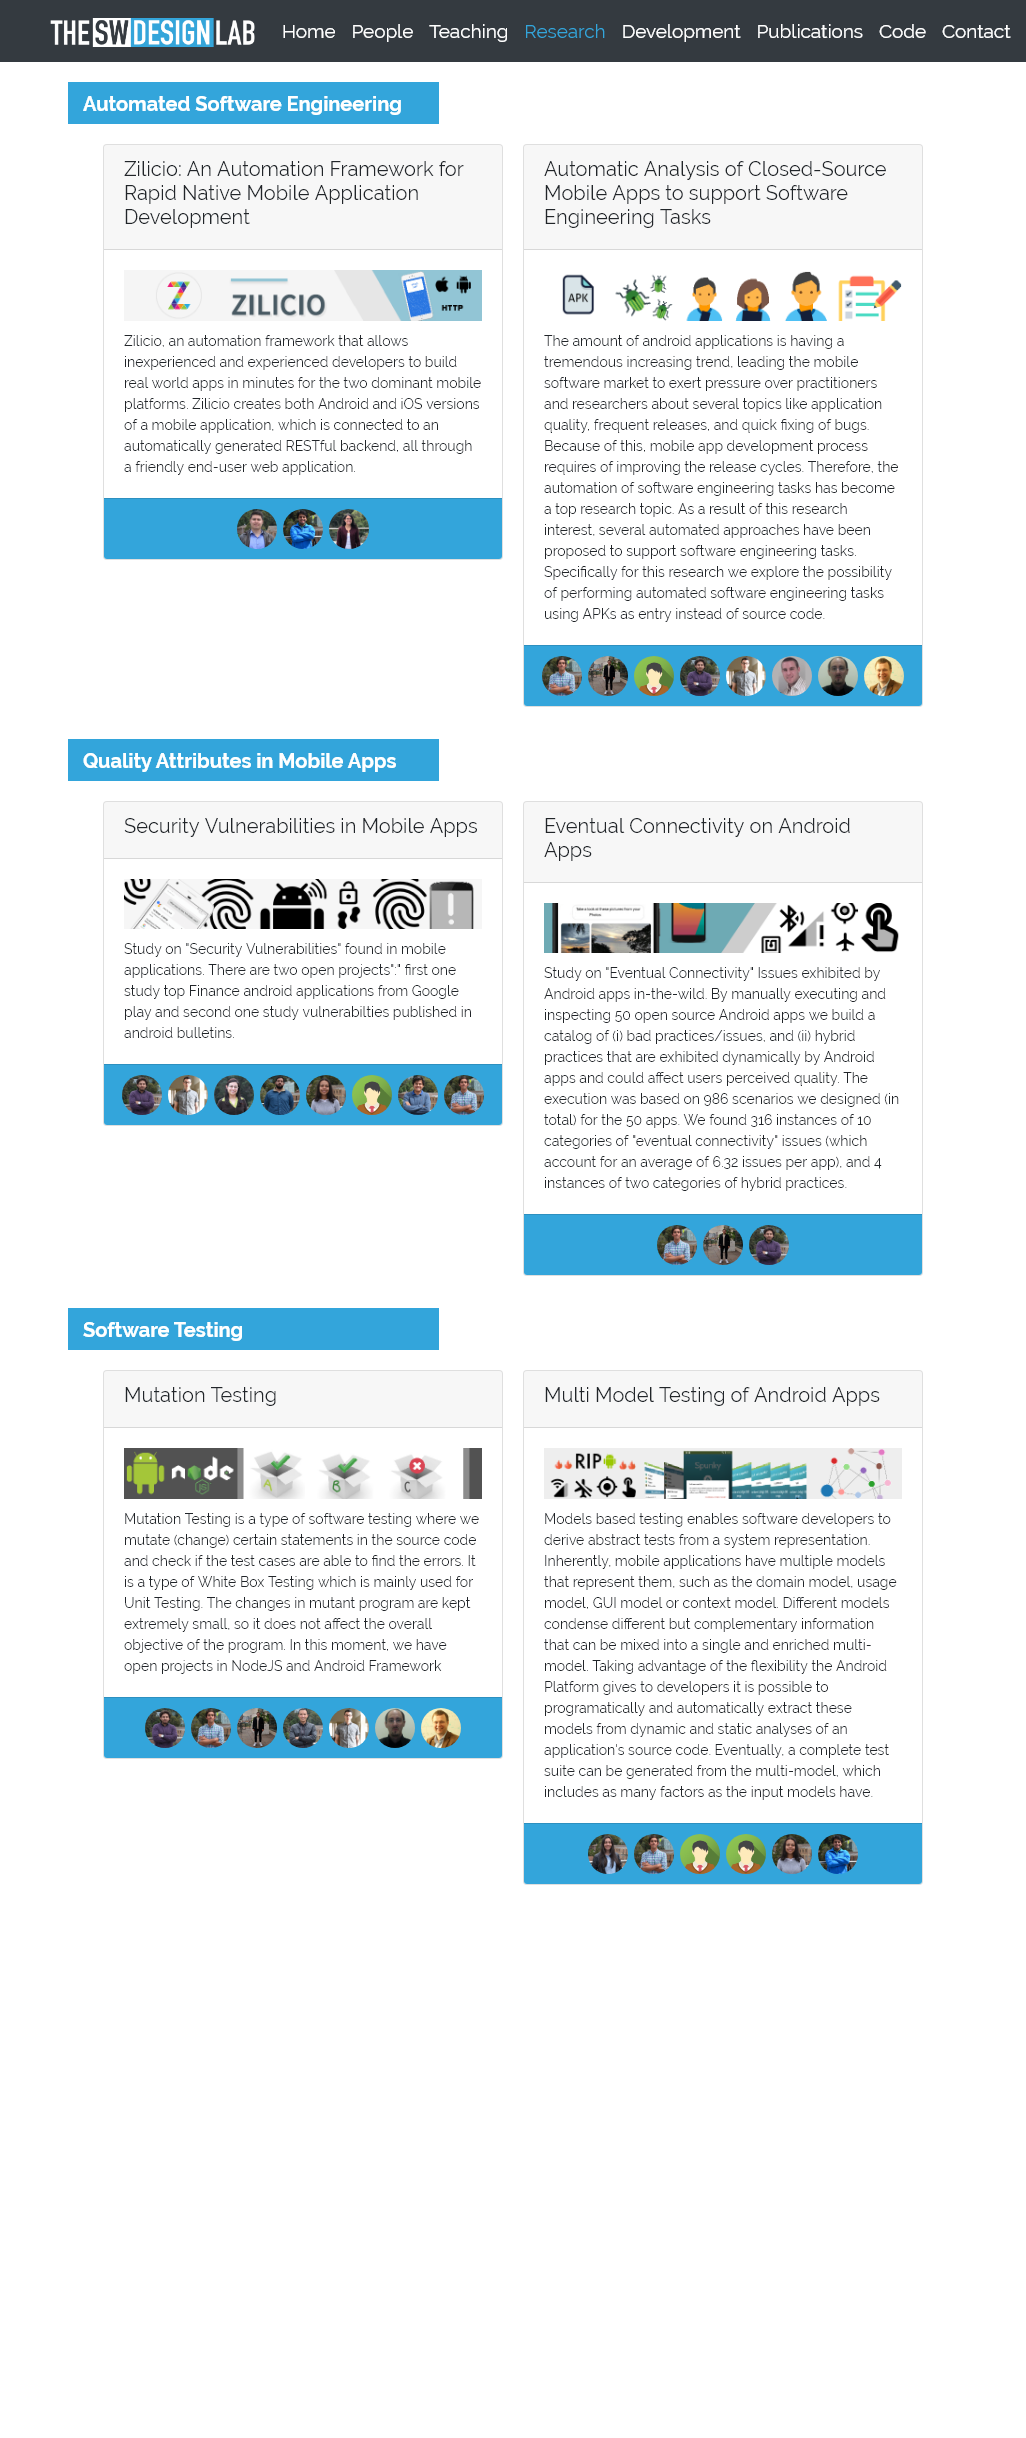 THE SW DESIGN LAB Home People Teaching Research Development Publications Code Contact
Automated Software Engineering
Zilicio: An Automation Framework for
Rapid Native Mobile Application
Development
ZILICIO
HTTP
Zilicio, an automation framework that allows
inexperienced and experienced developers to build
real world apps in minutes for the two dominant mobile
platforms. Zilicio creates both Android and iOS versions
of a mobile application, which is connected to an
automatically generated RESTful backend, all through
a friendly end-user web application.
Automatic Analysis of Closed-Source
Mobile Apps to support Software
Engineering Tasks
APK
The amount of android applications is having a
tremendous increasing trend, leading the mobile
software market to exert pressure over practitioners
and researchers about several topics like application
quality, frequent releases, and quick fixing of bugs.
Because of this, mobile app development process
requires of improving the release cycles. Therefore, the
automation of software engineering tasks has become
a top research topic. As a result of this research
interest, several automated approaches have been
proposed to support software engineering tasks.
Specifically for this research we explore the possibility
of performing automated software engineering tasks
using APKs as entry instead of source code.
Quality Attributes in Mobile Apps
Security Vulnerabilities in Mobile Apps
Study on "Security Vulnerabilities" found in mobile
applications. There are two open projects":" first one
study top Finance android applications from Google
play and second one study vulnerabilties published in
android bulletins.
Eventual Connectivity on Android
Apps
Take a look at these pictures from your
Photos
Study on "Eventual Connectivity" Issues exhibited by
Android apps in-the-wild. By manually executing and
inspecting 50 open source Android apps we build a
catalog of (i) bad practices/issues, and (ii) hybrid
practices that are exhibited dynamically by Android
apps and could affect users perceived quality. The
execution was based on 986 scenarios we designed (in
total) for the 50 apps. We found 316 instances of 10
categories of "eventual connectivity" issues (which
account for an average of 6.32 issues per app), and 4
instances of two categories of hybrid practices.
Software Testing
Mutation Testing
node
JS
A B C
Mutation Testing is a type of software testing where we
mutate (change) certain statements in the source code
and check if the test cases are able to find the errors. It
is a type of White Box Testing which is mainly used for
Unit Testing. The changes in mutant program are kept
extremely small, so it does not affect the overall
objective of the program. In this moment, we have
open projects in NodeJS and Android Framework
Multi Model Testing of Android Apps
RIP
Spunky
Models based testing enables software developers to
derive abstract tests from a system representation.
Inherently, mobile applications have multiple models
that represent them, such as the domain model, usage
model, GUI model or context model. Different models
condense different but complementary information
that can be mixed into a single and enriched multi-
model. Taking advantage of the flexibility the Android
Platform gives to developers it is possible to
programatically and automatically extract these
models from dynamic and static analyses of an
application's source code. Eventually, a complete test
suite can be generated from the multi-model, which
includes as many factors as the input models have.